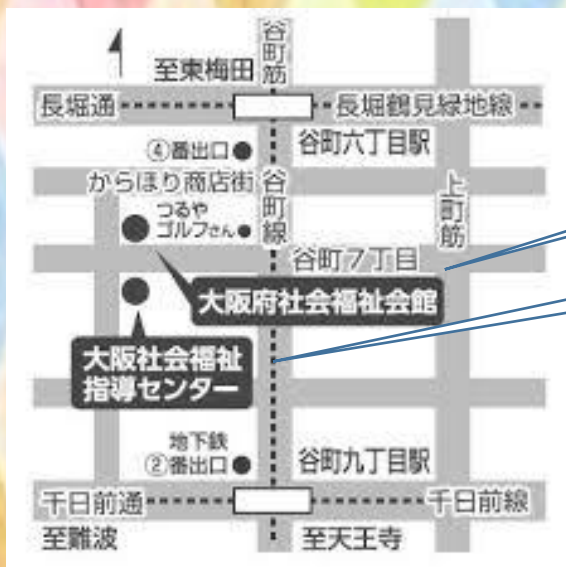 谷町筋
至東梅田
長堀通
長堀鶴見緑地線
④番出口
谷町六丁目駅
からほり商店街
谷町線
上町筋
つるや
ゴルフさん
谷町7丁目
大阪府社会福祉会館
大阪社会福祉
指導センター
地下鉄
②番出口
谷町九丁目駅
千日前通
千日前線
至難波
至天王寺